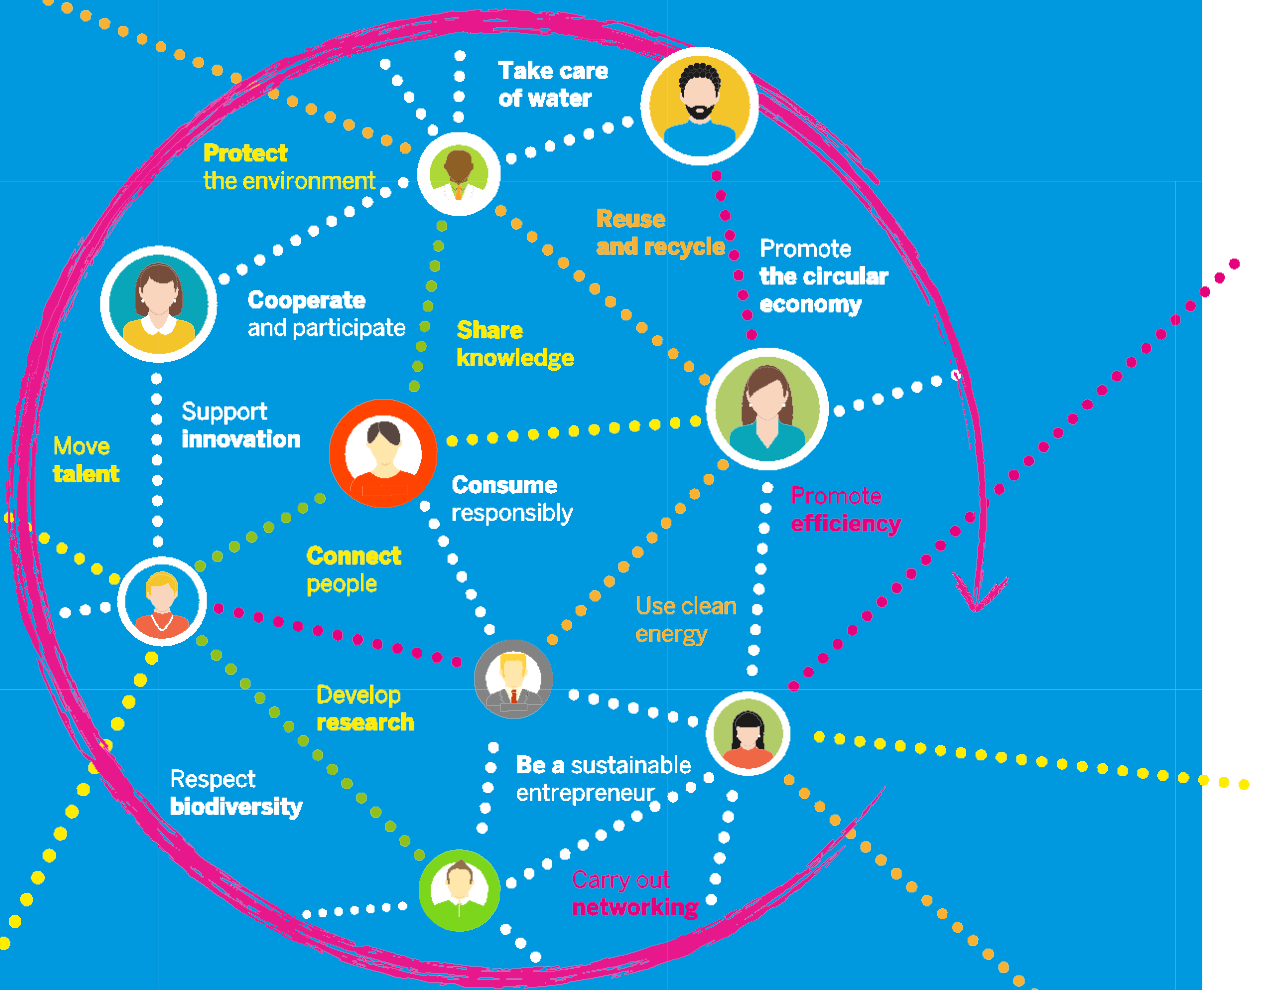 Take care
of water
Protect
the environment
Reuse
and recycle
Promote
the circular
economy
Cooperate
and participate
Share
knowledge
Support
innovation
Move
talent
Consume
responsibly
Promote
efficiency
Connect
people
Use clean
energy
Develop
research
Respect
biodiversity
Be a sustainable
entrepreneur
Carry out
networking